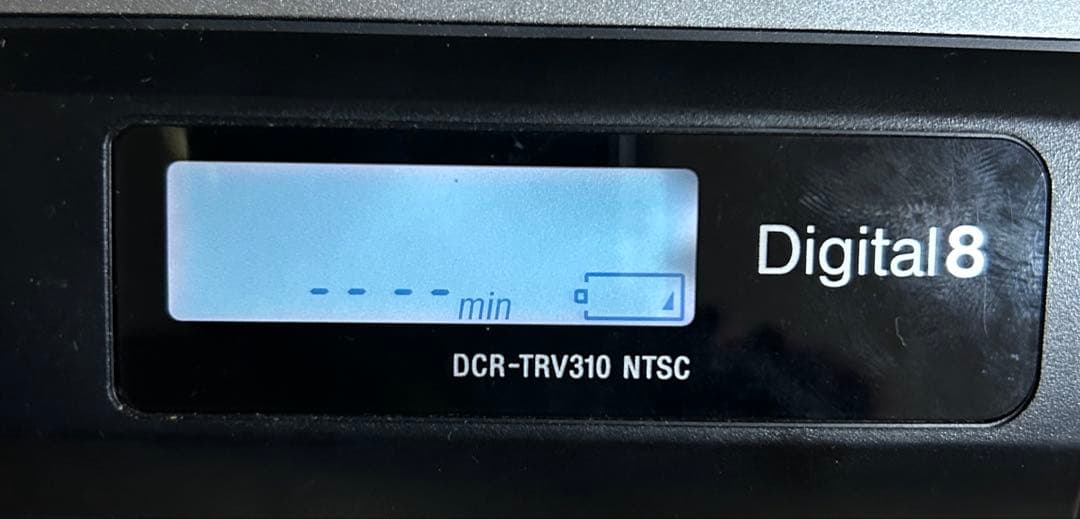 - - - - min
Digital8
DCR-TRV310 NTSC